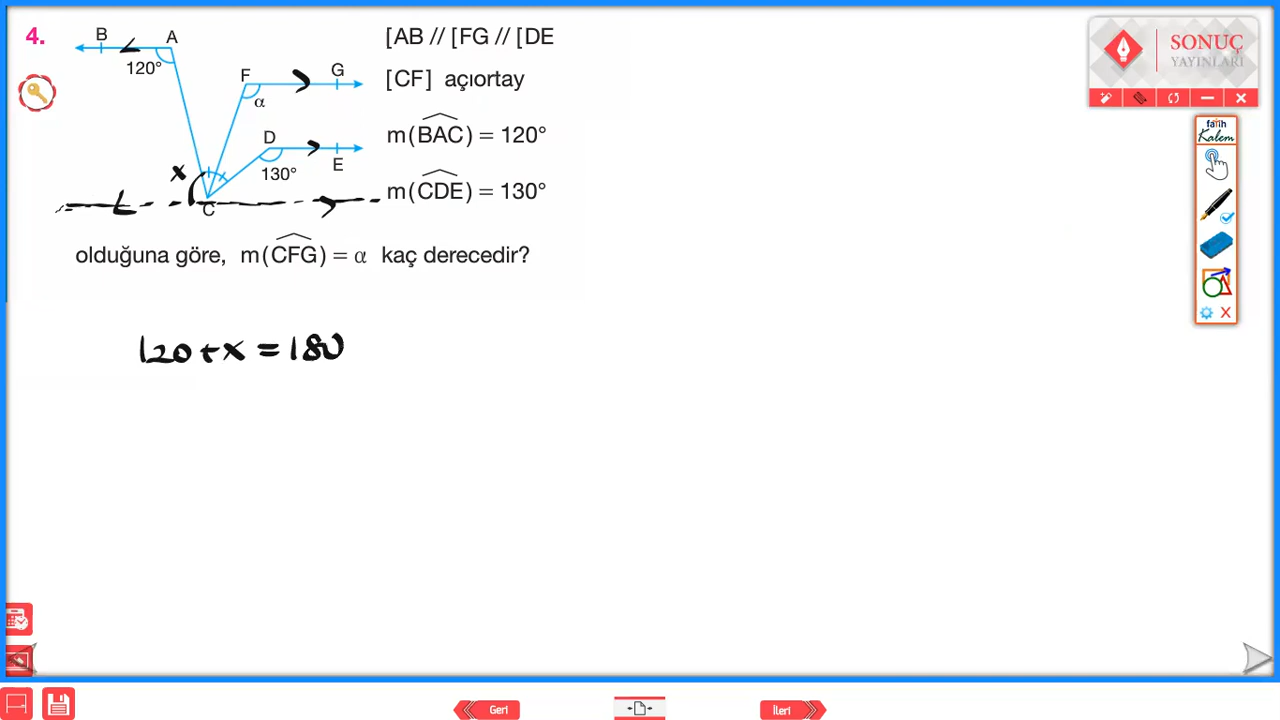 4.
B
A
120°
F
G
α
D
E
130°
x
C
[AB // [FG // [DE
[CF] açıortay
m(BAC) = 120°
m(CDE) = 130°
olduğuna göre, m(CFG) = α kaç derecedir?
120+x=180
SONUÇ
YAYINLARI
fatih
Kalem
Geri
İleri